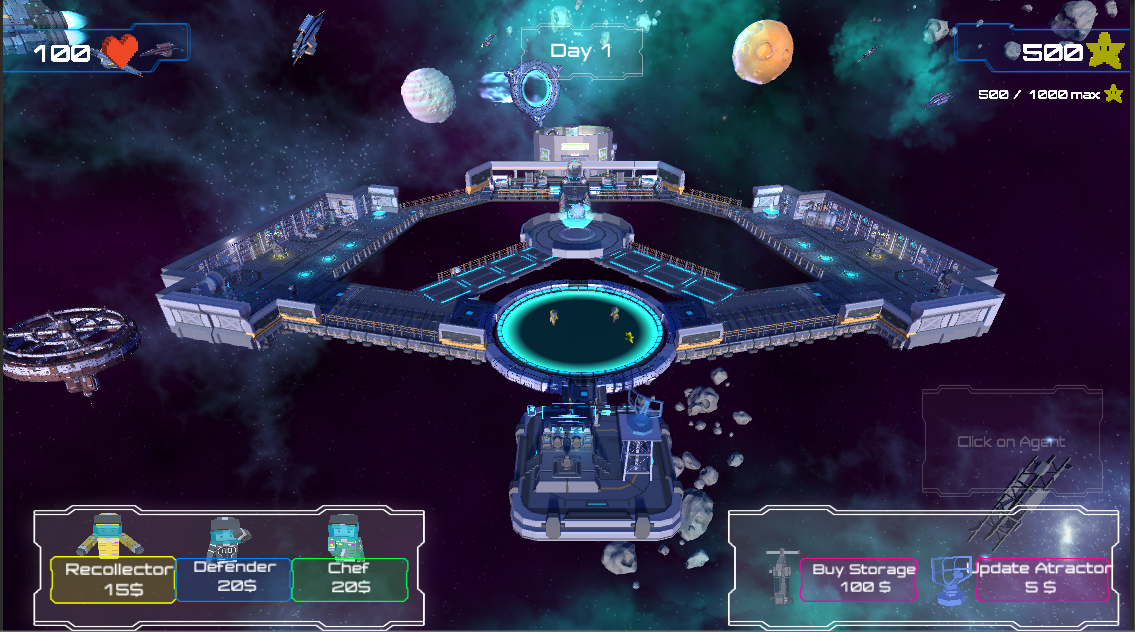 100
Day 1
500
500 / 1000 max
Click on Agent
Recollector
15$
Defender
20$
Chef
20$
Buy Storage
100 $
Update Atractor
5 $